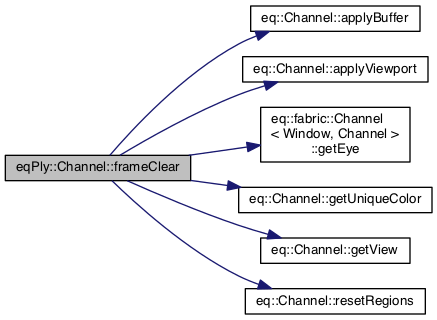 eq::Channel::applyBuffer
eq::Channel::applyViewport
eq::fabric::Channel
< Window, Channel >
::getEye
eqPly::Channel::frameClear
eq::Channel::getUniqueColor
eq::Channel::getView
eq::Channel::resetRegions